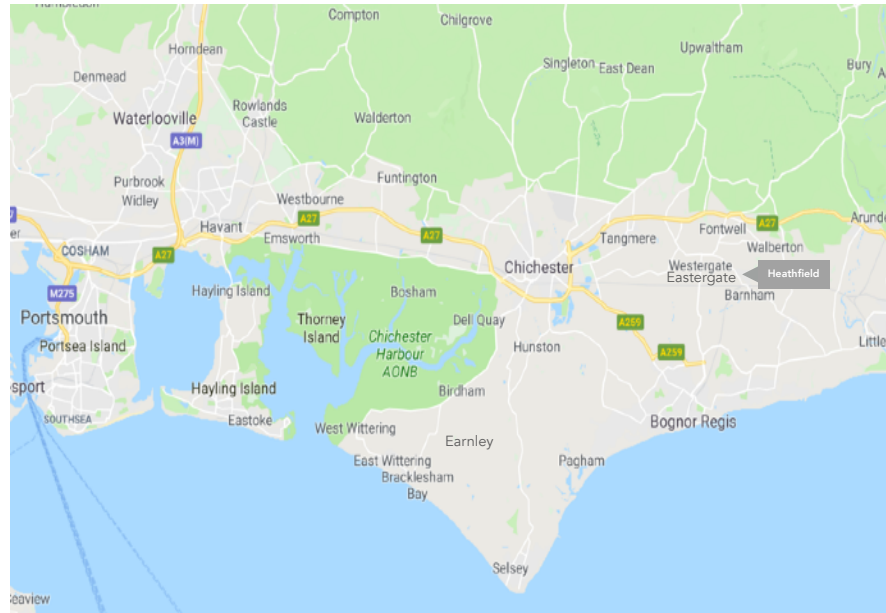 Compton
Chilgrove
Horndean
Upwaltham
Singleton
East Dean
Bury
Denmead
Rowlands
Castle
Waterlooville
Walderton
A3(M)
Purbrook
Widley
Funtington
Westbourne
A27
Havant
Emsworth
A27
Tangmere
Fontwell
A27
Walberton
COSHAM
A27
Chichester
Westergate
Eastergate
Heathfield
Barnham
M275
Hayling Island
Bosham
Portsmouth
Thorney
Island
Dell Quay
A259
Portsea Island
Chichester
Harbour
AONB
Hunston
A259
Hayling Island
Birdham
SOUTHSEA
Eastoke
West Wittering
Bognor Regis
Earnley
East Wittering
Pagham
Bracklesham
Bay
Selsey